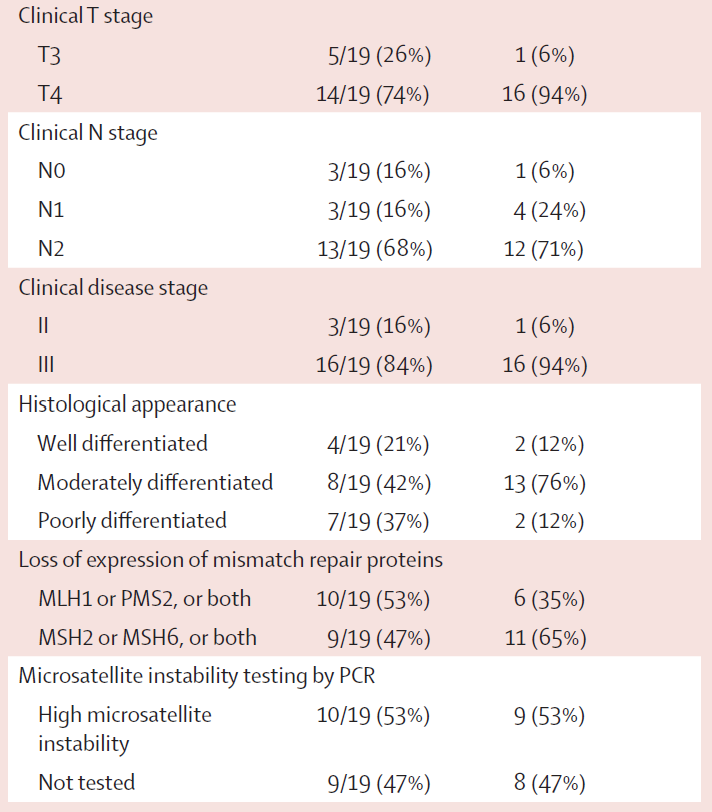 Clinical T stage
T3 5/19 (26%) 1 (6%)
T4 14/19 (74%) 16 (94%)
Clinical N stage
N0 3/19 (16%) 1 (6%)
N1 3/19 (16%) 4 (24%)
N2 13/19 (68%) 12 (71%)
Clinical disease stage
II 3/19 (16%) 1 (6%)
III 16/19 (84%) 16 (94%)
Histological appearance
Well differentiated 4/19 (21%) 2 (12%)
Moderately differentiated 8/19 (42%) 13 (76%)
Poorly differentiated 7/19 (37%) 2 (12%)
Loss of expression of mismatch repair proteins
MLH1 or PMS2, or both 10/19 (53%) 6 (35%)
MSH2 or MSH6, or both 9/19 (47%) 11 (65%)
Microsatellite instability testing by PCR
High microsatellite 10/19 (53%) 9 (53%)
instability
Not tested 9/19 (47%) 8 (47%)